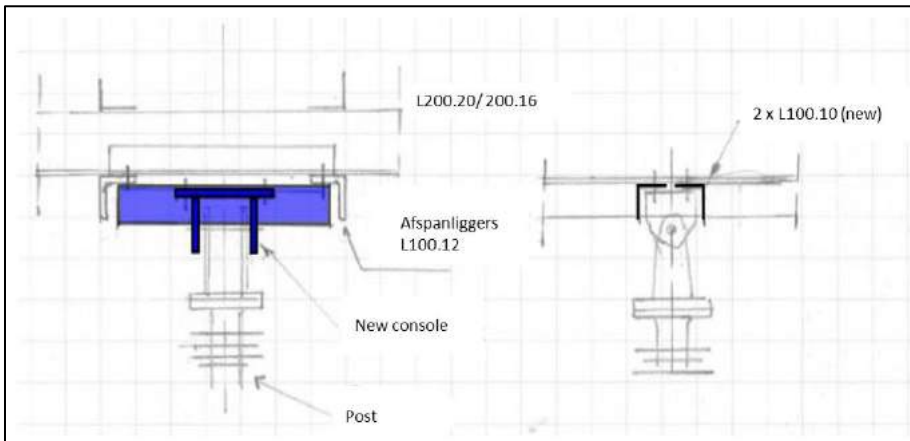 L200.20/ 200.16
2 x L100.10 (new)
Afspanliggers
L100.12
New console
Post